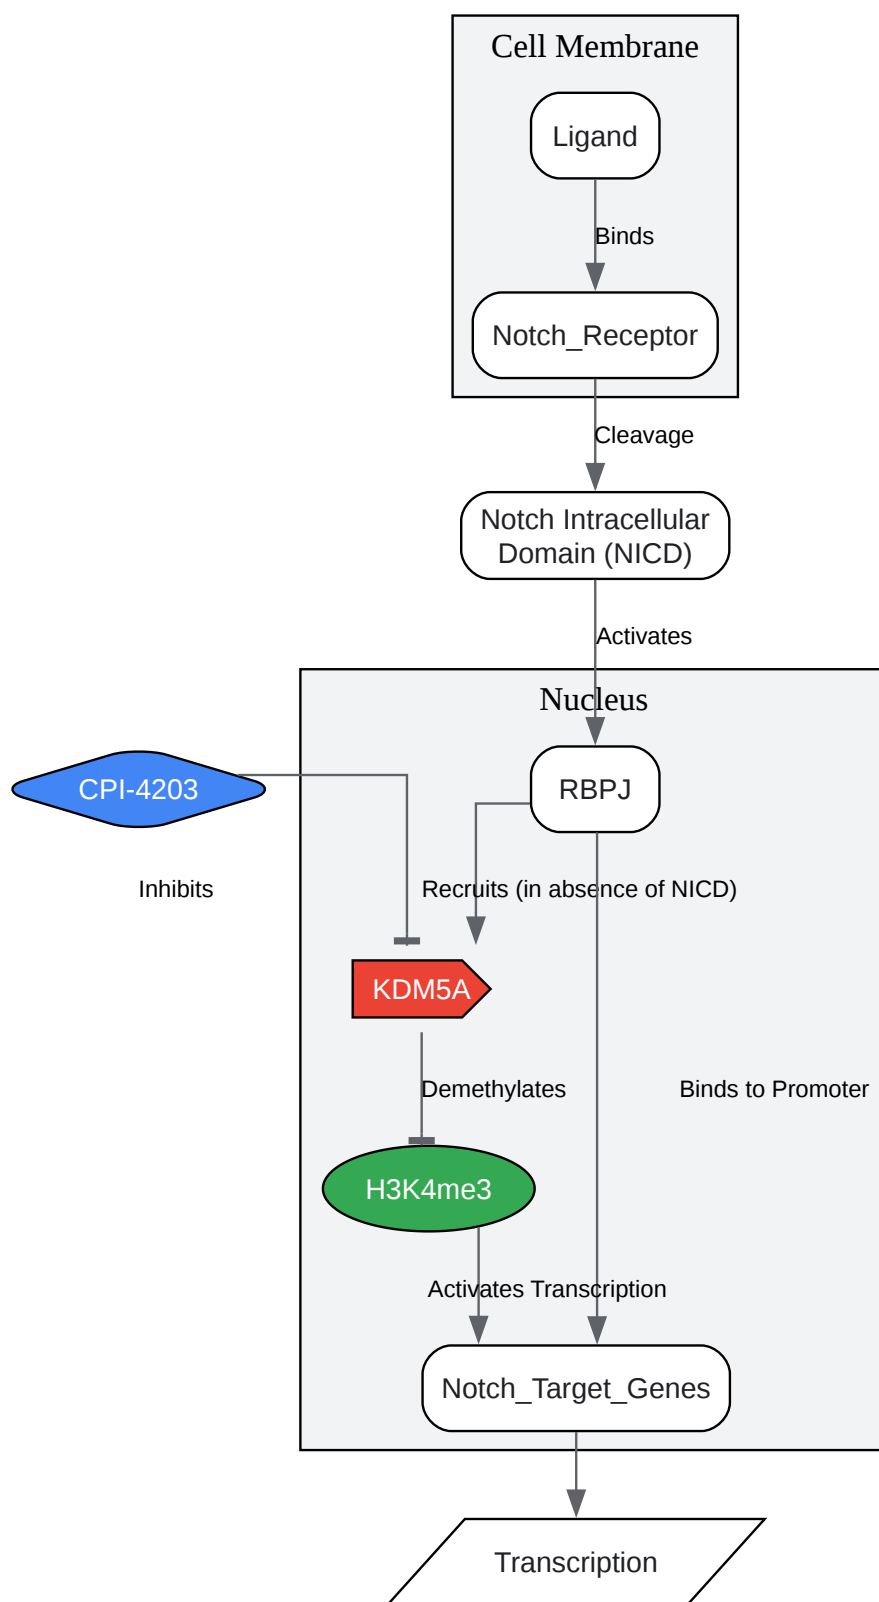 Cell Membrane
Ligand
Binds
Notch_Receptor
Cleavage
Notch Intracellular
Domain (NICD)
Activates
Nucleus
CPI-4203
RBPJ
Inhibits
Recruits (in absence of NICD)
KDM5A
Demethylates
Binds to Promoter
H3K4me3
Activates Transcription
Notch_Target_Genes
Transcription